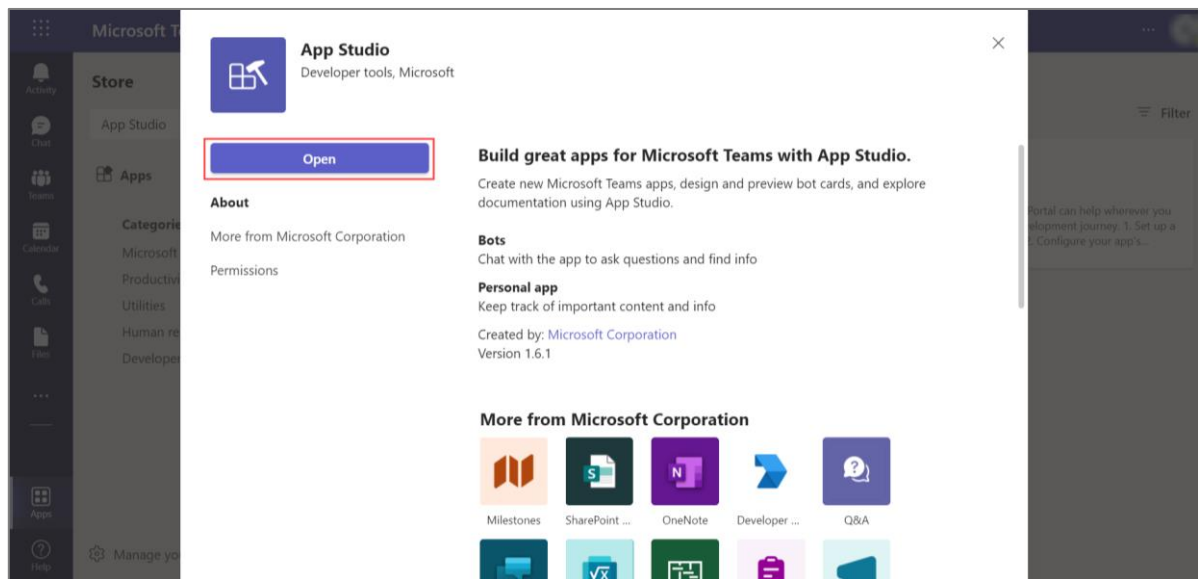 Microsoft Te
Activity
Chat
Teams
Calendar
Calls
Files
Apps
Help
Store
App Studio
Apps
Categorie
Microsoft
Productivi
Utilities
Human re
Developer
Manage yo
App Studio
Developer tools, Microsoft
Open
About
More from Microsoft Corporation
Permissions
Build great apps for Microsoft Teams with App Studio.
Create new Microsoft Teams apps, design and preview bot cards, and explore
documentation using App Studio.
Bots
Chat with the app to ask questions and find info
Personal app
Keep track of important content and info
Created by: Microsoft Corporation
Version 1.6.1
More from Microsoft Corporation
Milestones
SharePoint ...
OneNote
Developer ...
Q&A
Filter
Portal can help wherever you
elopment journey. 1. Set up a
2. Configure your app's...